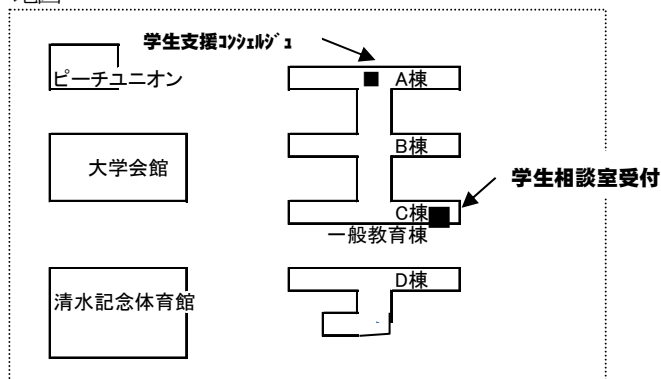 学生支援ｺﾝｼｪﾙｼﾞｭ
ピーチユニオン
A棟
大学会館
B棟
学生相談室受付
C棟
一般教育棟
清水記念体育館
D棟